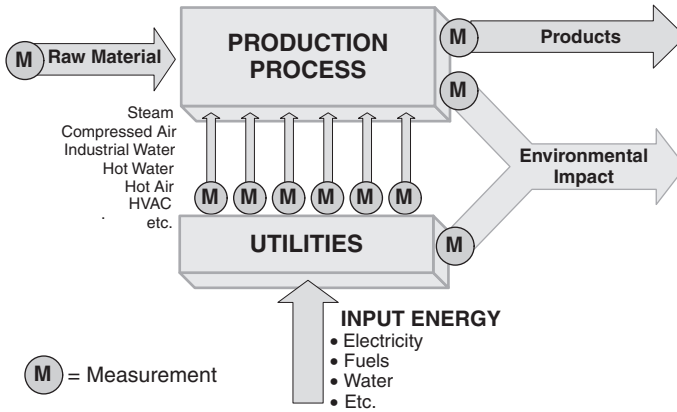 PRODUCTION
PROCESS
M
Products
M
Raw Material
M
Steam
Compressed Air
Industrial Water
Hot Water
Hot Air
HVAC
etc.
M M M M M M
Environmental
Impact
UTILITIES
M
INPUT ENERGY
• Electricity
• Fuels
• Water
• Etc.
M = Measurement